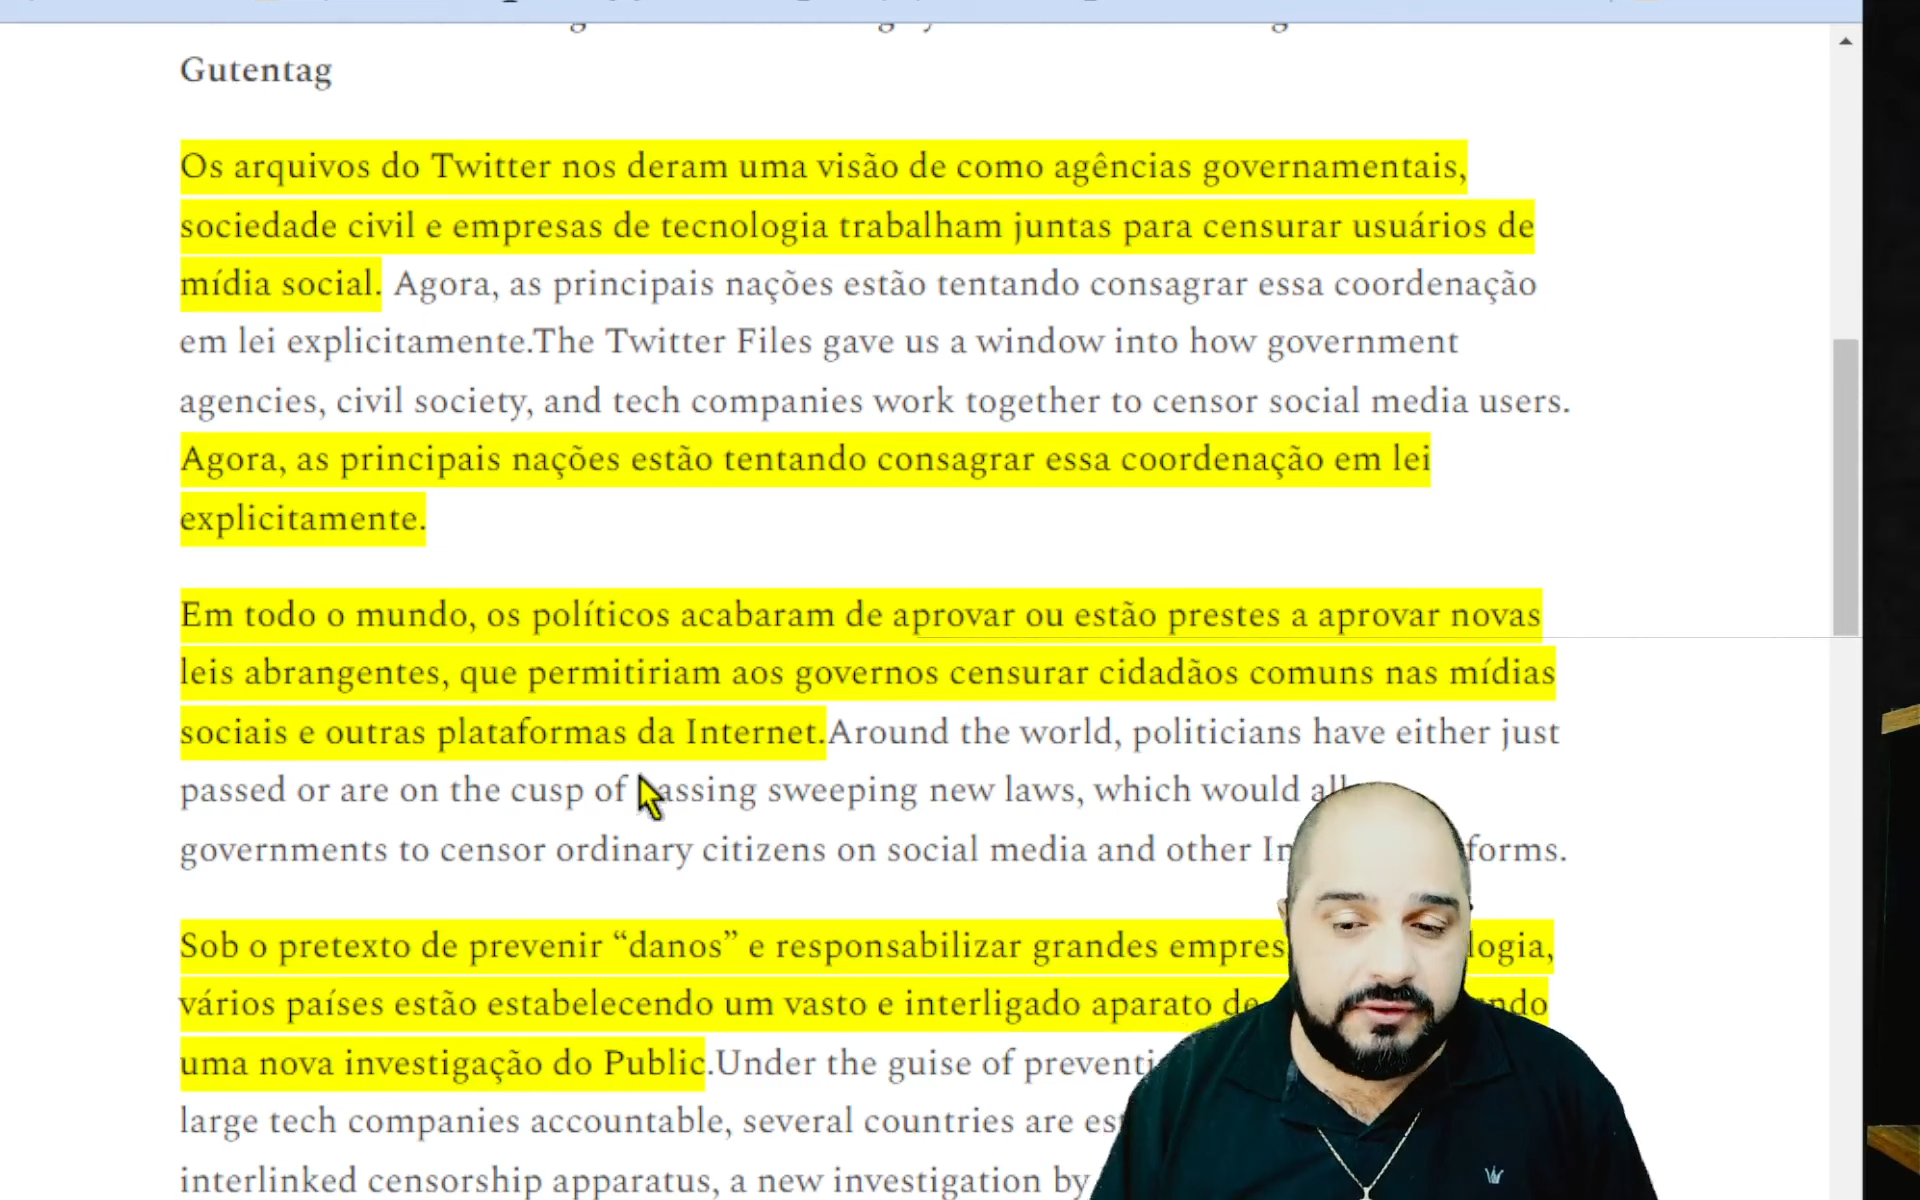 Gutentag
Os arquivos do Twitter nos deram uma visão de como agências governamentais,
sociedade civil e empresas de tecnologia trabalham juntas para censurar usuários de
mídia social. Agora, as principais nações estão tentando consagrar essa coordenação
em lei explicitamente.The Twitter Files gave us a window into how government
agencies, civil society, and tech companies work together to censor social media users.
Agora, as principais nações estão tentando consagrar essa coordenação em lei
explicitamente.
Em todo o mundo, os políticos acabaram de aprovar ou estão prestes a aprovar novas
leis abrangentes, que permitiriam aos governos censurar cidadãos comuns nas mídias
sociais e outras plataformas da Internet.Around the world, politicians have either just
passed or are on the cusp of passing sweeping new laws, which would
governments to censor ordinary citizens on social media and other
Sob o pretexto de prevenir “danos” e responsabilizar grandes
vários países estão estabelecendo um vasto e interligado aparato
uma nova investigação do Public.Under the guise of
large tech companies accountable, several countries are
interlinked censorship apparatus, a new investigation by